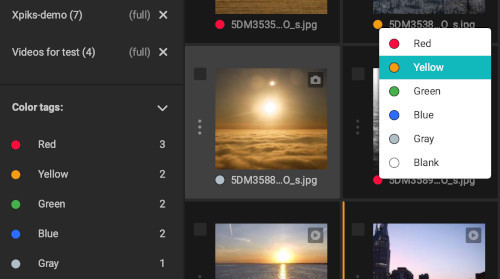 Xpiks-demo (7) (full)
Videos for test (4) (full)
Color tags:
Red 3
Yellow 2
Green 2
Blue 2
Gray 1
5DM3535...O_s.jpg
5DM3538...O_s.jpg
5DM3588...O_s.jpg
5DM3589...O_s.jpg
Red
Yellow
Green
Blue
Gray
Blank